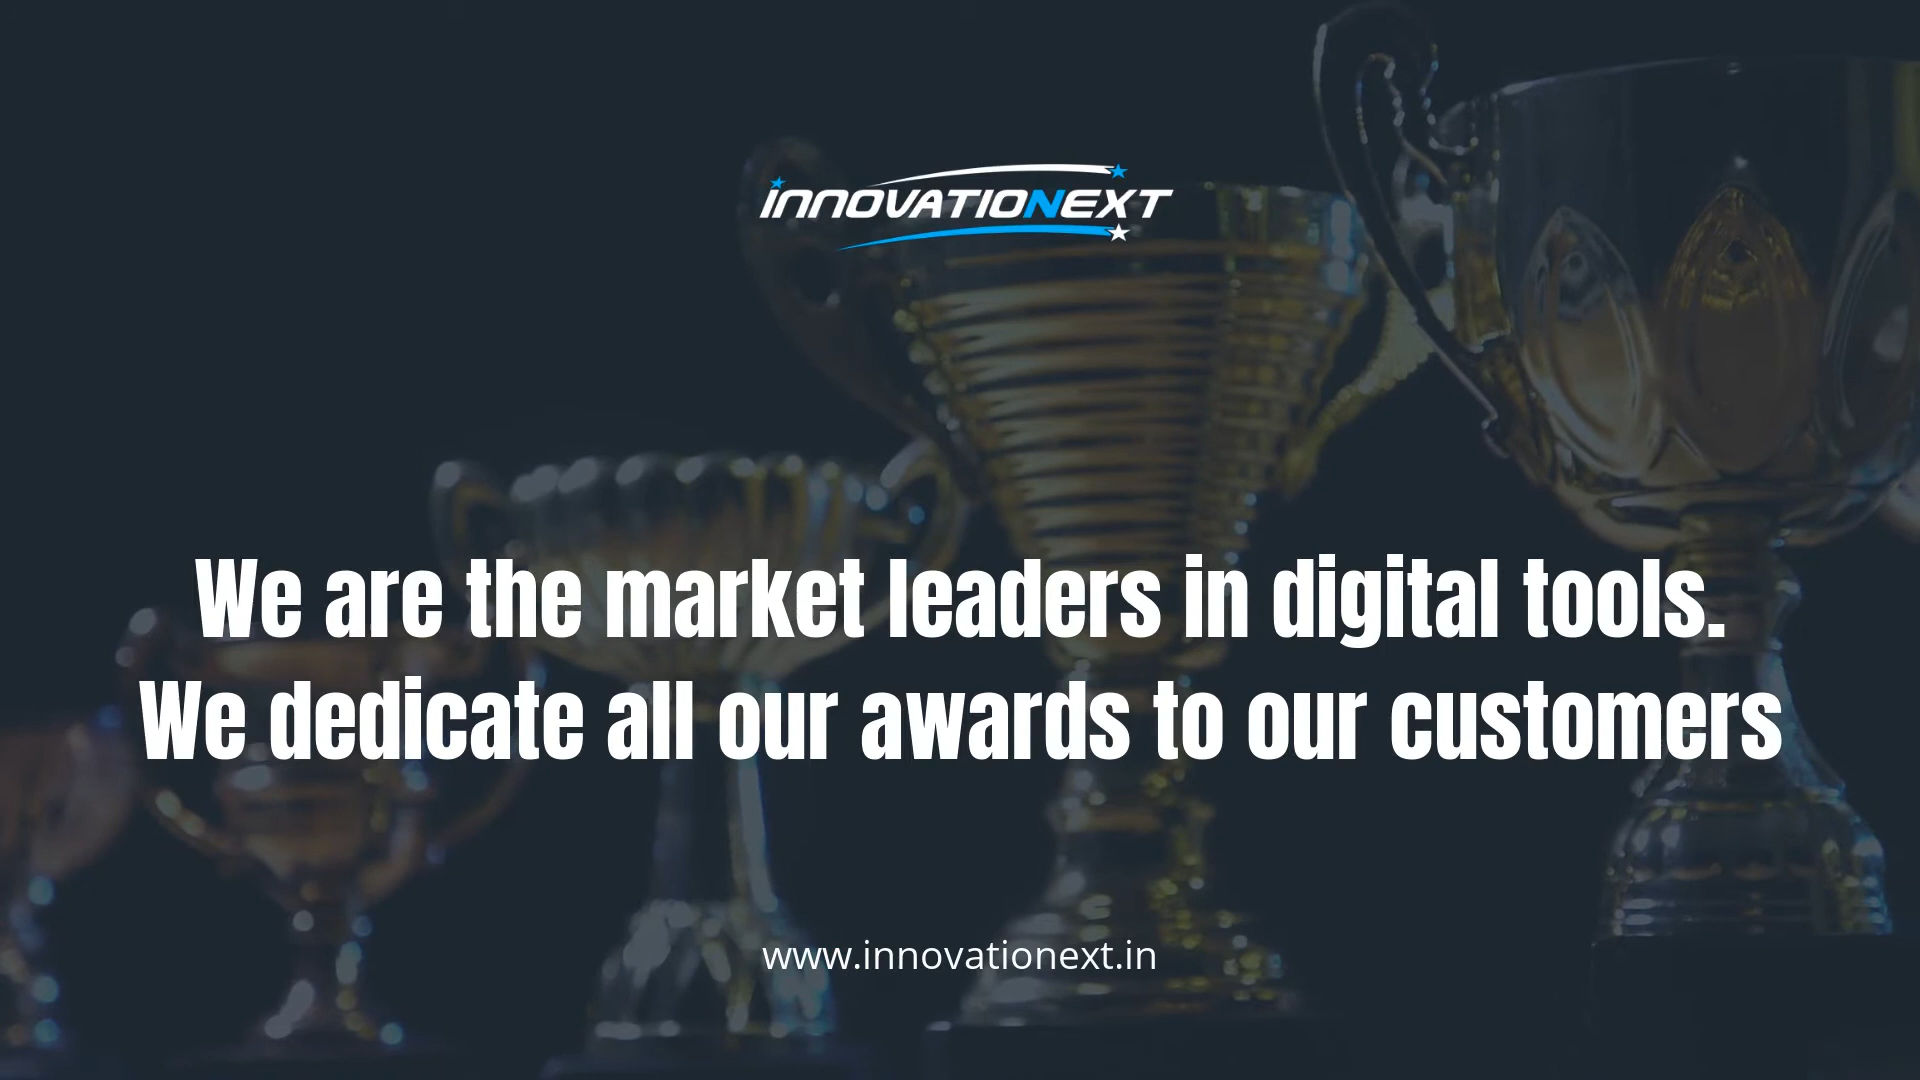 innovatioNext
We are the market leaders in digital tools.
We dedicate all our awards to our customers
www.innovationext.in